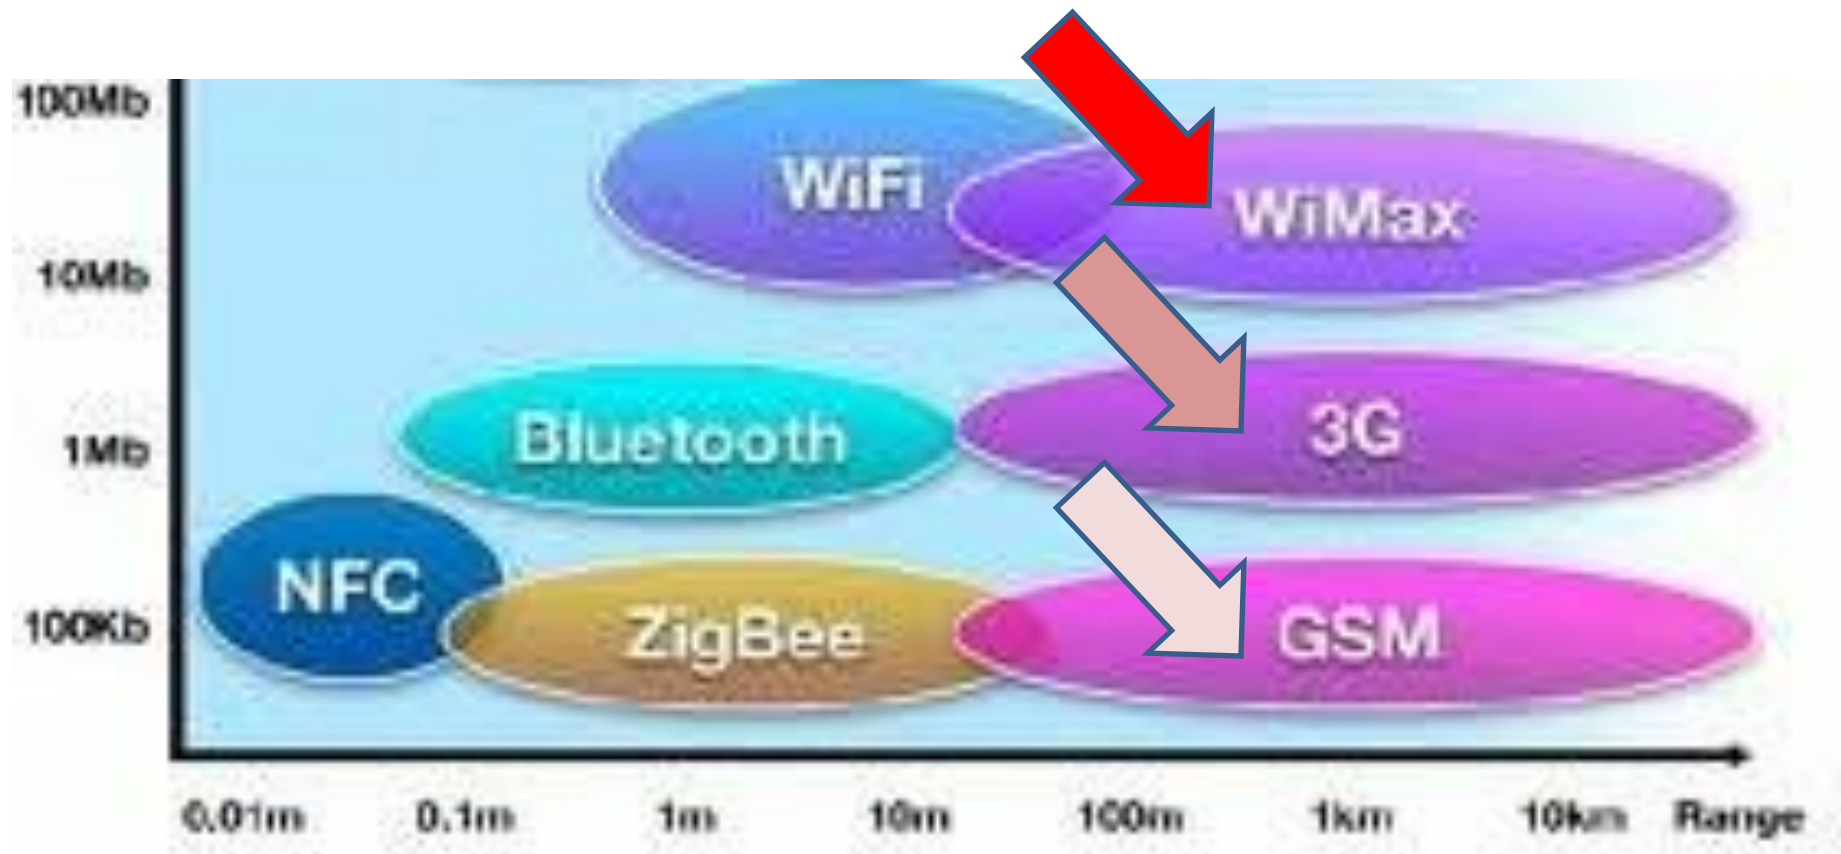 100Mb
WiFi
WiMax
10Mb
Bluetooth
3G
1Mb
NFC
ZigBee
GSM
100Kb
0.01m 0.1m 1m 10m 100m 1km 10km Range